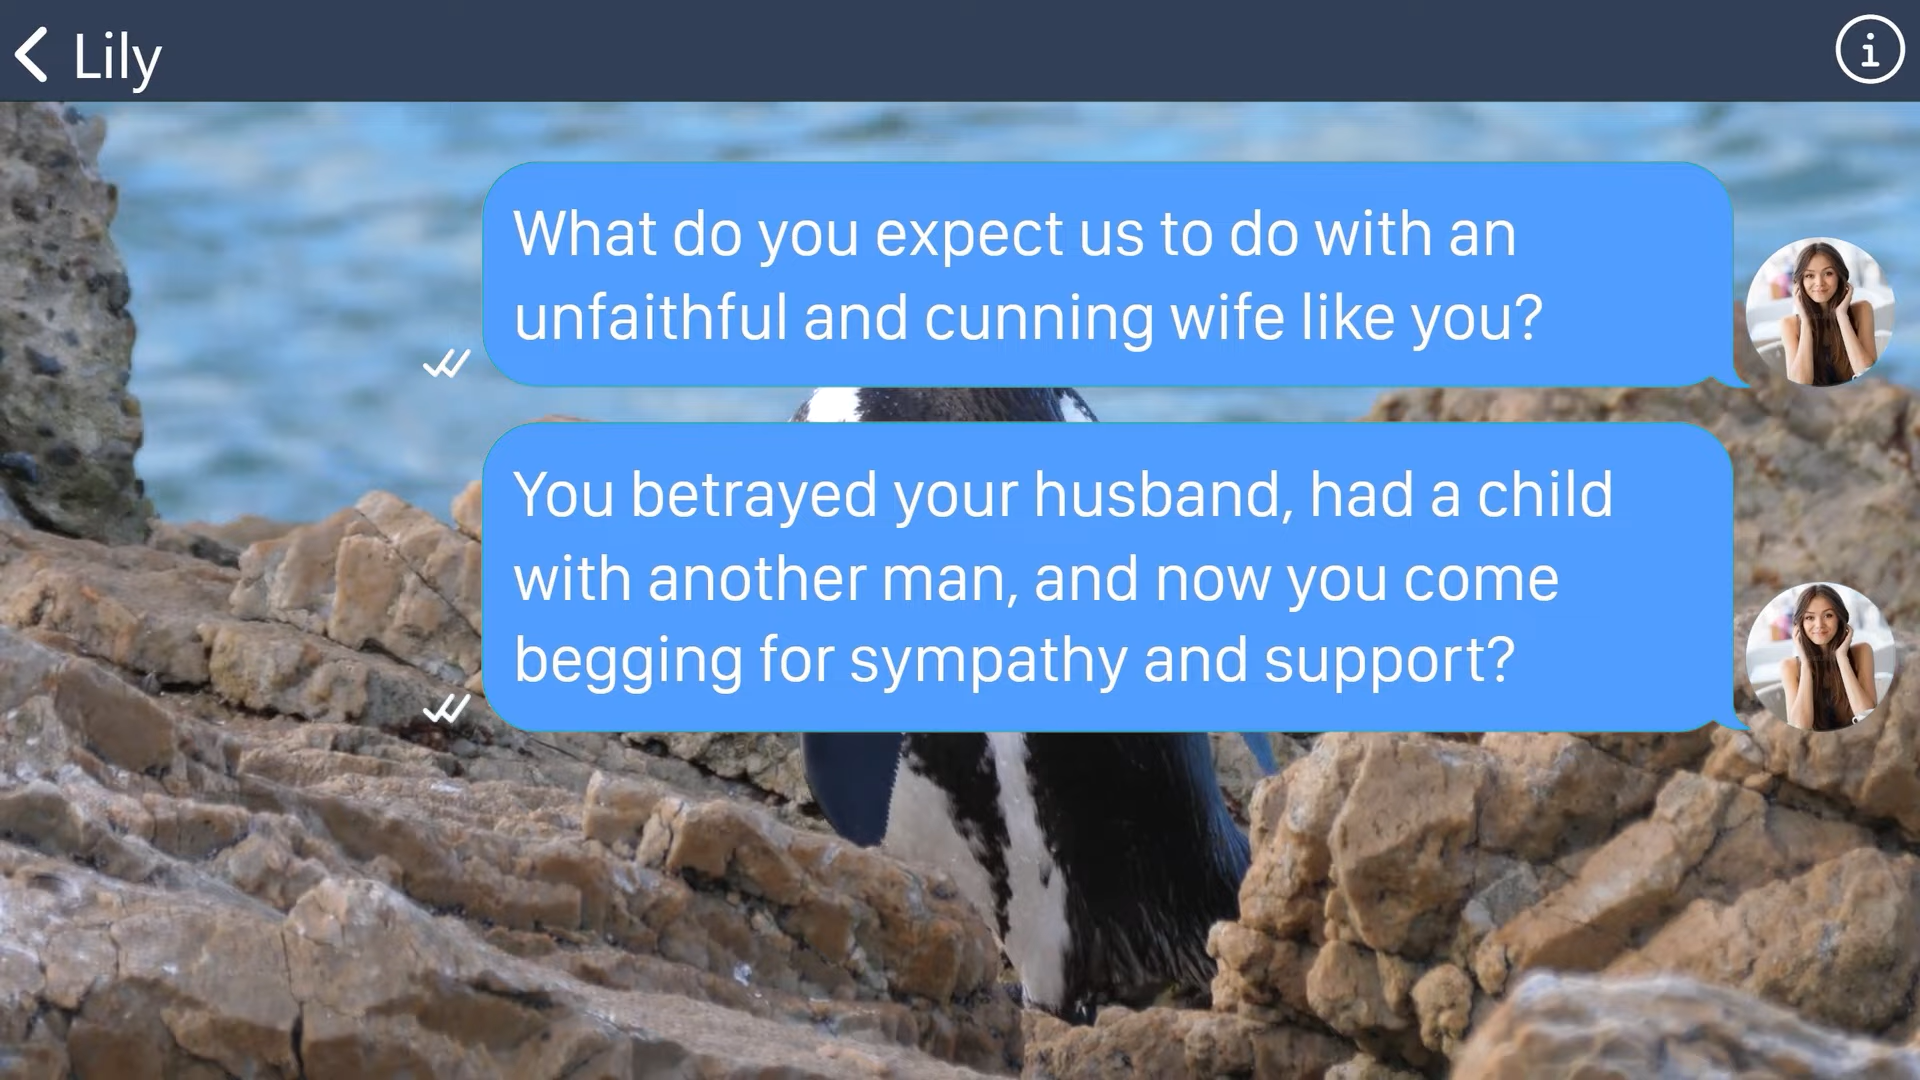 Lily
What do you expect us to do with an
unfaithful and cunning wife like you?
You betrayed your husband, had a child
with another man, and now you come
begging for sympathy and support?